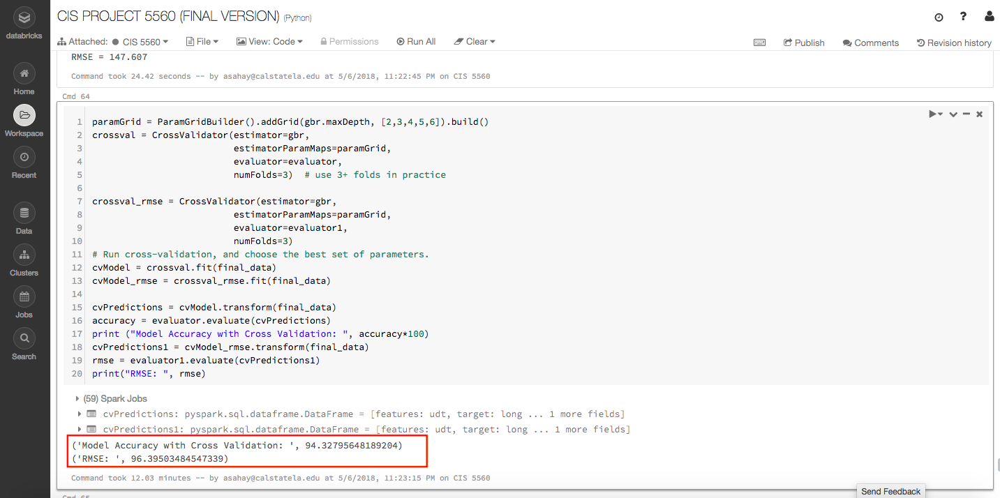 CIS PROJECT 5560 (FINAL VERSION) (Python)
databricks
Attached: CIS 5560 File View: Code Permissions Run All Clear Publish Comments Revision history
Home
Workspace
Recent
Data
Clusters
Jobs
Search
RMSE = 147.607
Command took 24.42 seconds -- by asahay@calstatela.edu at 5/6/2018, 11:22:45 PM on CIS 5560
Cmd 64
1 paramGrid = ParamGridBuilder().addGrid(gbr.maxDepth, [2,3,4,5,6]).build()
2 crossval = CrossValidator(estimator=gbr,
3 estimatorParamMaps=paramGrid,
4 evaluator=evaluator,
5 numFolds=3)  # use 3+ folds in practice
6
7 crossval_rmse = CrossValidator(estimator=gbr,
8 estimatorParamMaps=paramGrid,
9 evaluator=evaluator1,
10 numFolds=3)
11 # Run cross-validation, and choose the best set of parameters.
12 cvModel = crossval.fit(final_data)
13 cvModel_rmse = crossval_rmse.fit(final_data)
14
15 cvPredictions = cvModel.transform(final_data)
16 accuracy = evaluator.evaluate(cvPredictions)
17 print ("Model Accuracy with Cross Validation: ", accuracy*100)
18 cvPredictions1 = cvModel_rmse.transform(final_data)
19 rmse = evaluator1.evaluate(cvPredictions1)
20 print("RMSE: ", rmse)
(59) Spark Jobs
cvPredictions: pyspark.sql.dataframe.DataFrame = [features: udt, target: long ... 1 more fields]
cvPredictions1: pyspark.sql.dataframe.DataFrame = [features: udt, target: long ... 1 more fields]
('Model Accuracy with Cross Validation: ', 94.32795648189204)
('RMSE: ', 96.39503484547339)
Command took 12.03 minutes -- by asahay@calstatela.edu at 5/6/2018, 11:23:15 PM on CIS 5560
Send Feedback
Cmd 65